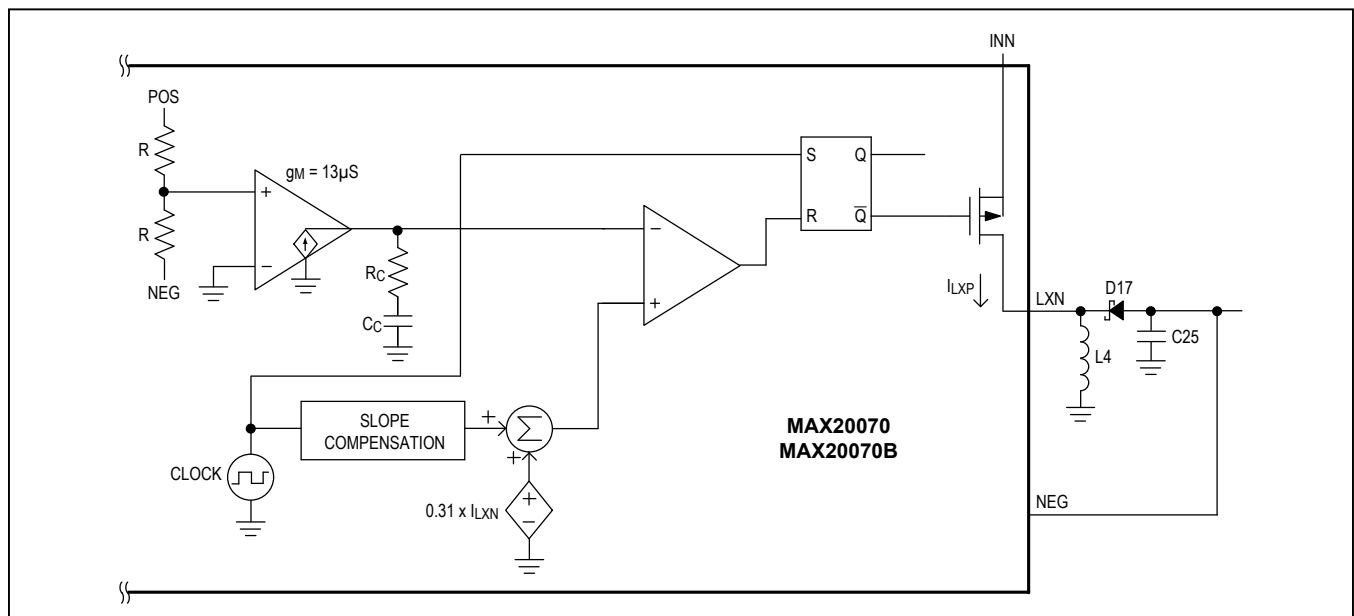 INN
POS
R
gM = 13µS
S Q
R
R Q̅
RC
ILXP
LXN
D17
NEG
CC
C25
L4
SLOPE
COMPENSATION
Σ
MAX20070
MAX20070B
CLOCK
0.31 x ILXN
NEG